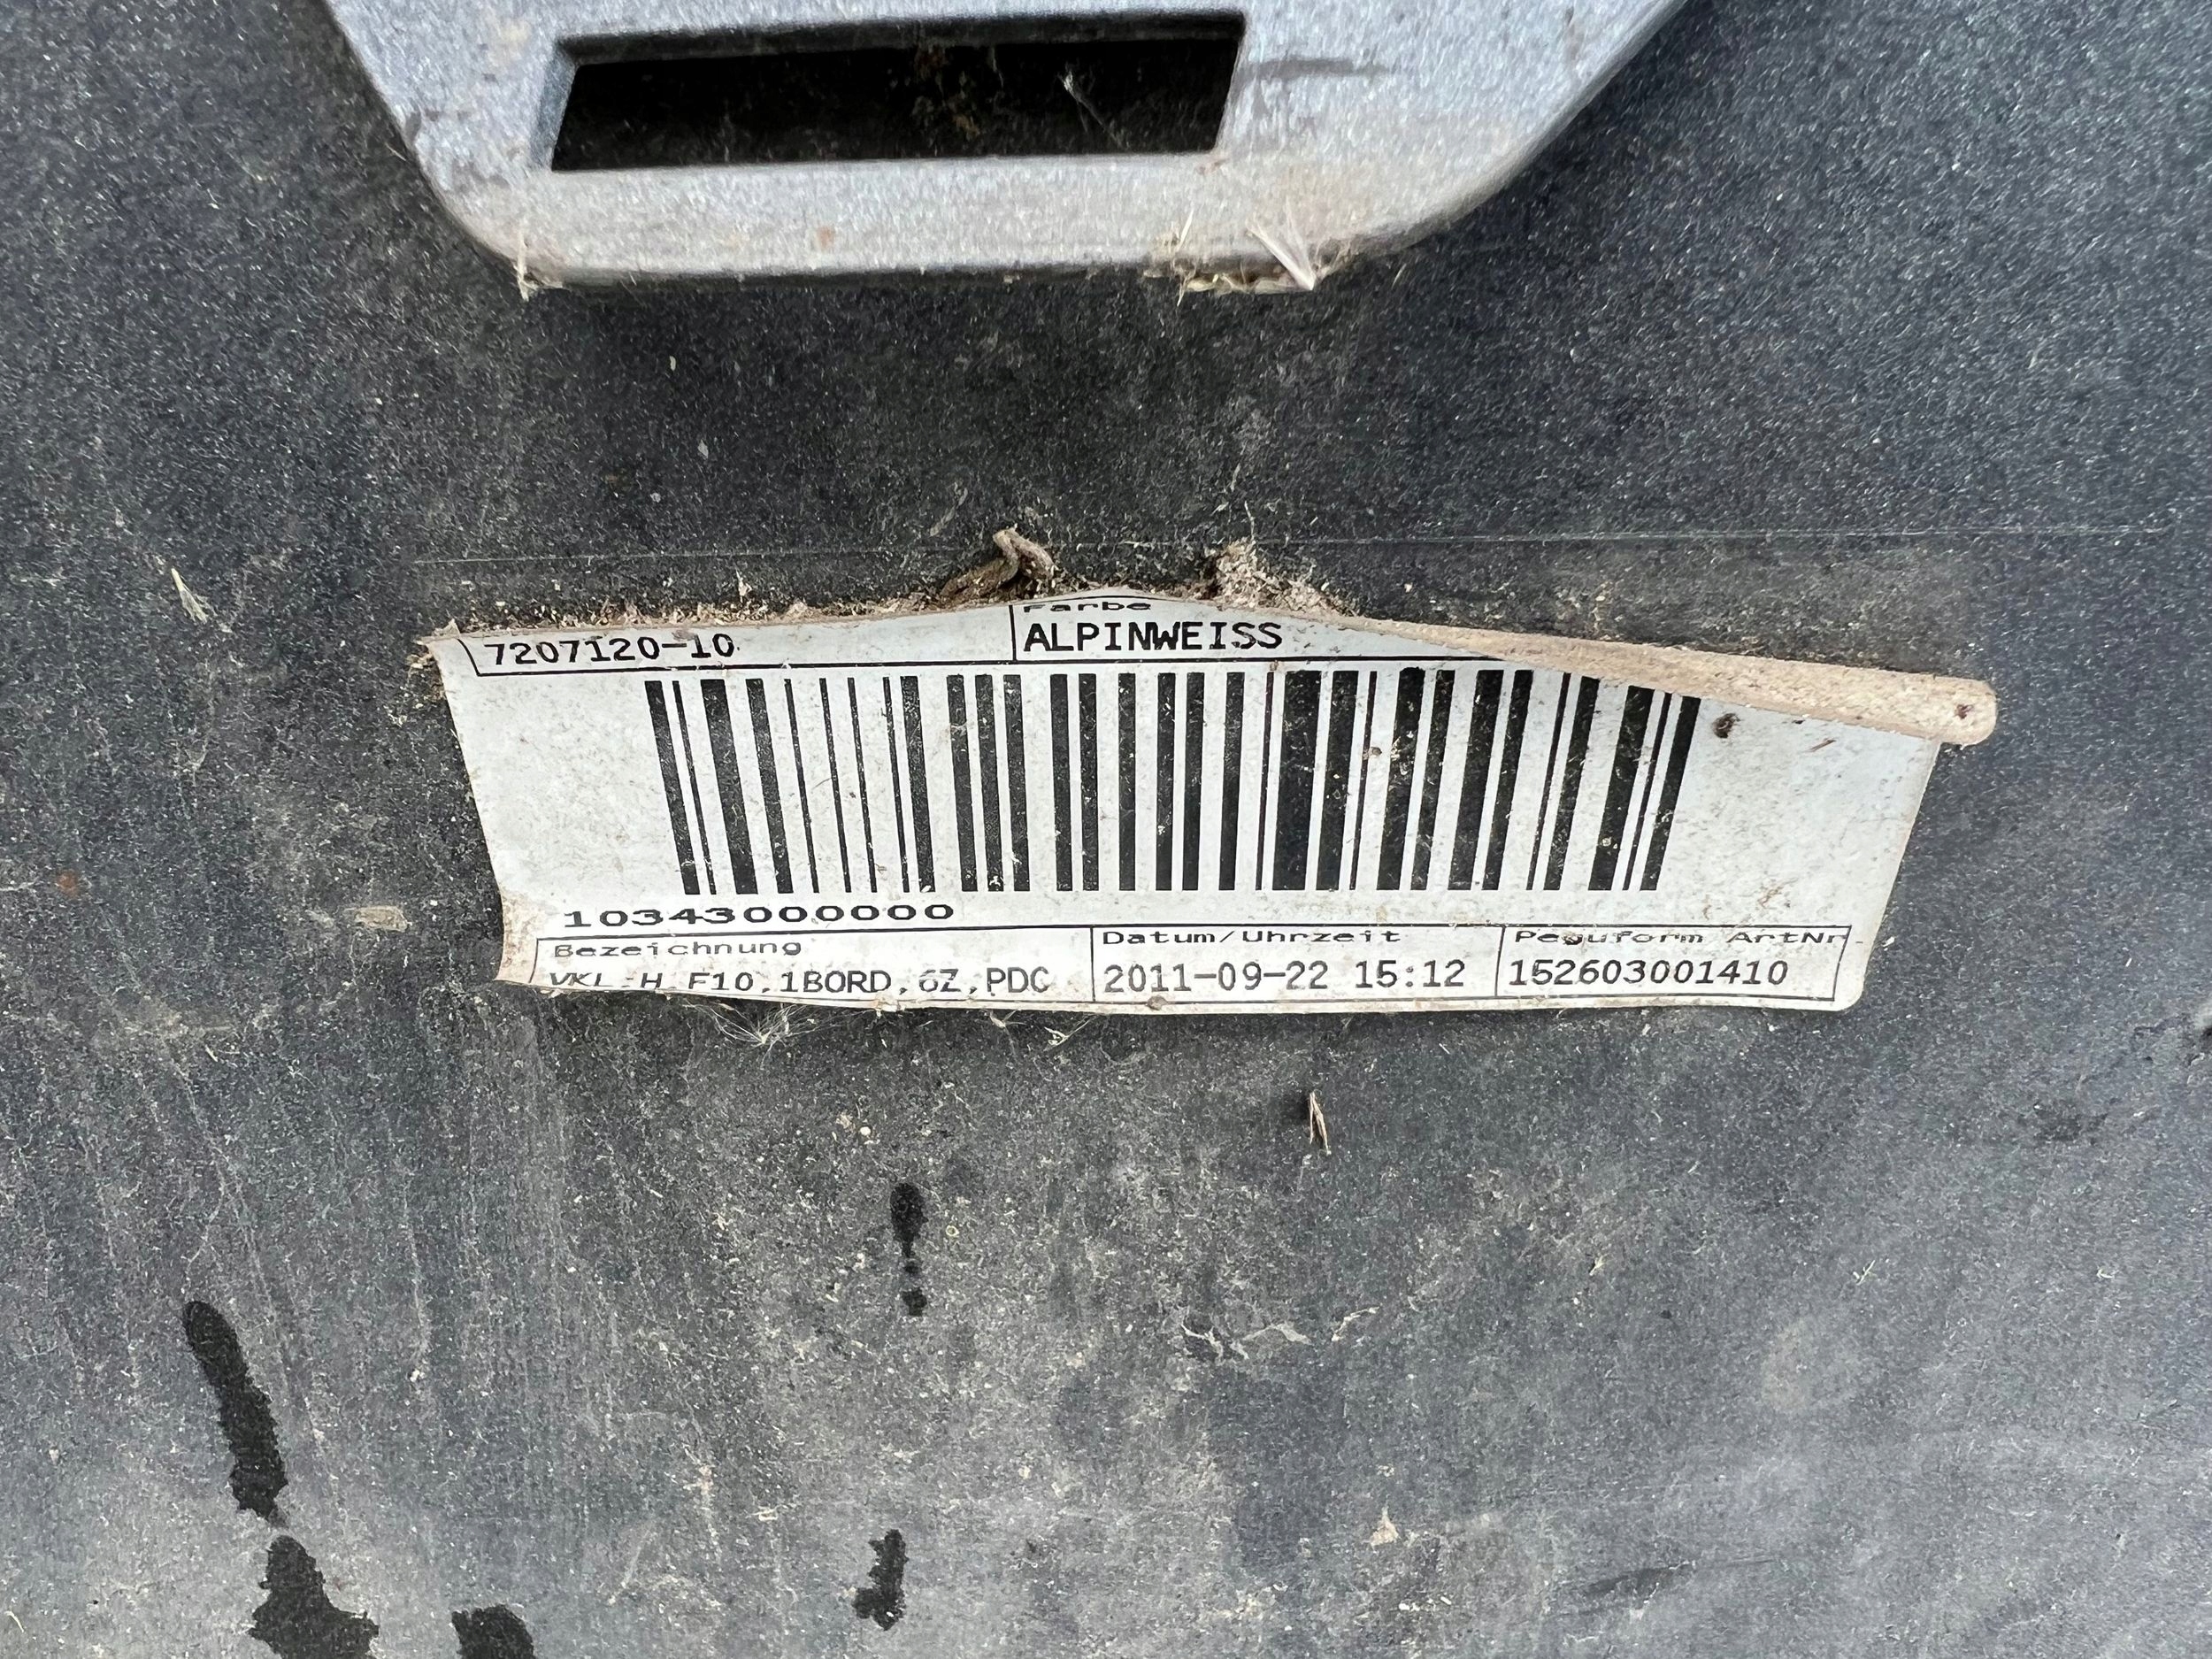 7207120-10
Farbe
ALPINWEISS
10343000000
Bezeichnung
VKL-H F10,1BORD,6Z,PDC
Datum/Uhrzeit
2011-09-22 15:12
Peguform ArtNr.
152603001410